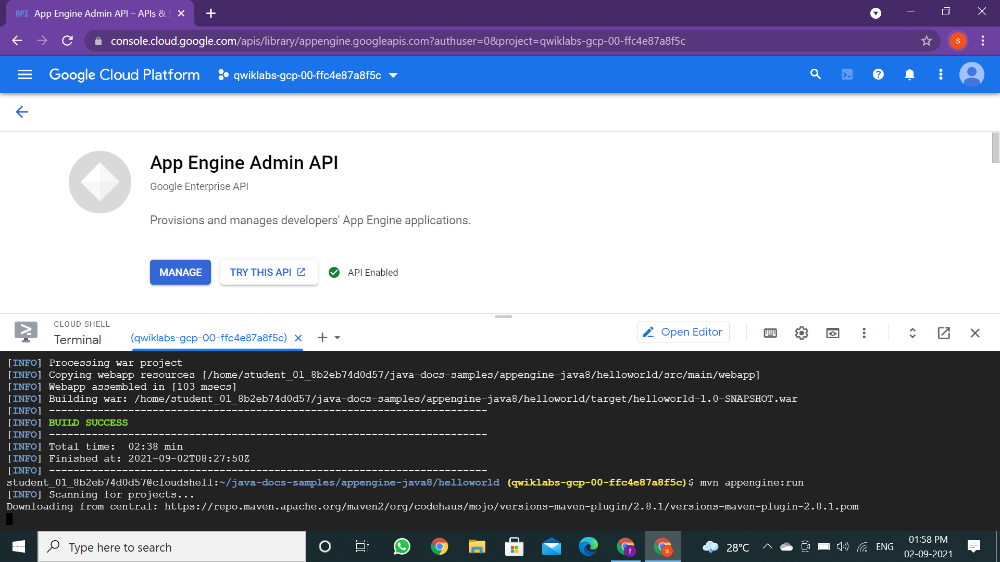 API App Engine Admin API – APIs &
console.cloud.google.com/apis/library/appengine.googleapis.com?authuser=0&project=qwiklabs-gcp-00-ffc4e87a8f5c
S
Google Cloud Platform
qwiklabs-gcp-00-ffc4e87a8f5c
App Engine Admin API
Google Enterprise API
Provisions and manages developers' App Engine applications.
MANAGE
TRY THIS API
API Enabled
CLOUD SHELL
Terminal
(qwiklabs-gcp-00-ffc4e87a8f5c)
Open Editor
[INFO] Processing war project
[INFO] Copying webapp resources [/home/student_01_8b2eb74d0d57/java-docs-samples/appengine-java8/helloworld/src/main/webapp]
[INFO] Webapp assembled in [103 msecs]
[INFO] Building war: /home/student_01_8b2eb74d0d57/java-docs-samples/appengine-java8/helloworld/target/helloworld-1.0-SNAPSHOT.war
[INFO] ------------------------------------------------------------------------
[INFO] BUILD SUCCESS
[INFO] ------------------------------------------------------------------------
[INFO] Total time:  02:38 min
[INFO] Finished at: 2021-09-02T08:27:50Z
[INFO] ------------------------------------------------------------------------
student_01_8b2eb74d0d57@cloudshell:~/java-docs-samples/appengine-java8/helloworld (qwiklabs-gcp-00-ffc4e87a8f5c)$ mvn appengine:run
[INFO] Scanning for projects...
Downloading from central: https://repo.maven.apache.org/maven2/org/codehaus/mojo/versions-maven-plugin/2.8.1/versions-maven-plugin-2.8.1.pom
Type here to search
f
s
28°C
ENG
01:58 PM
02-09-2021